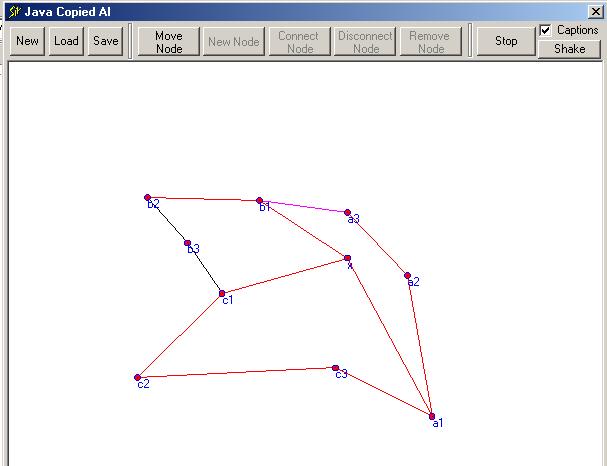 Java Copied AI
New
Load
Save
Move
Node
New Node
Connect
Node
Disconnect
Node
Remove
Node
Stop
Captions
Shake
b2
b1
a3
b3
x
a2
c1
c3
c2
a1